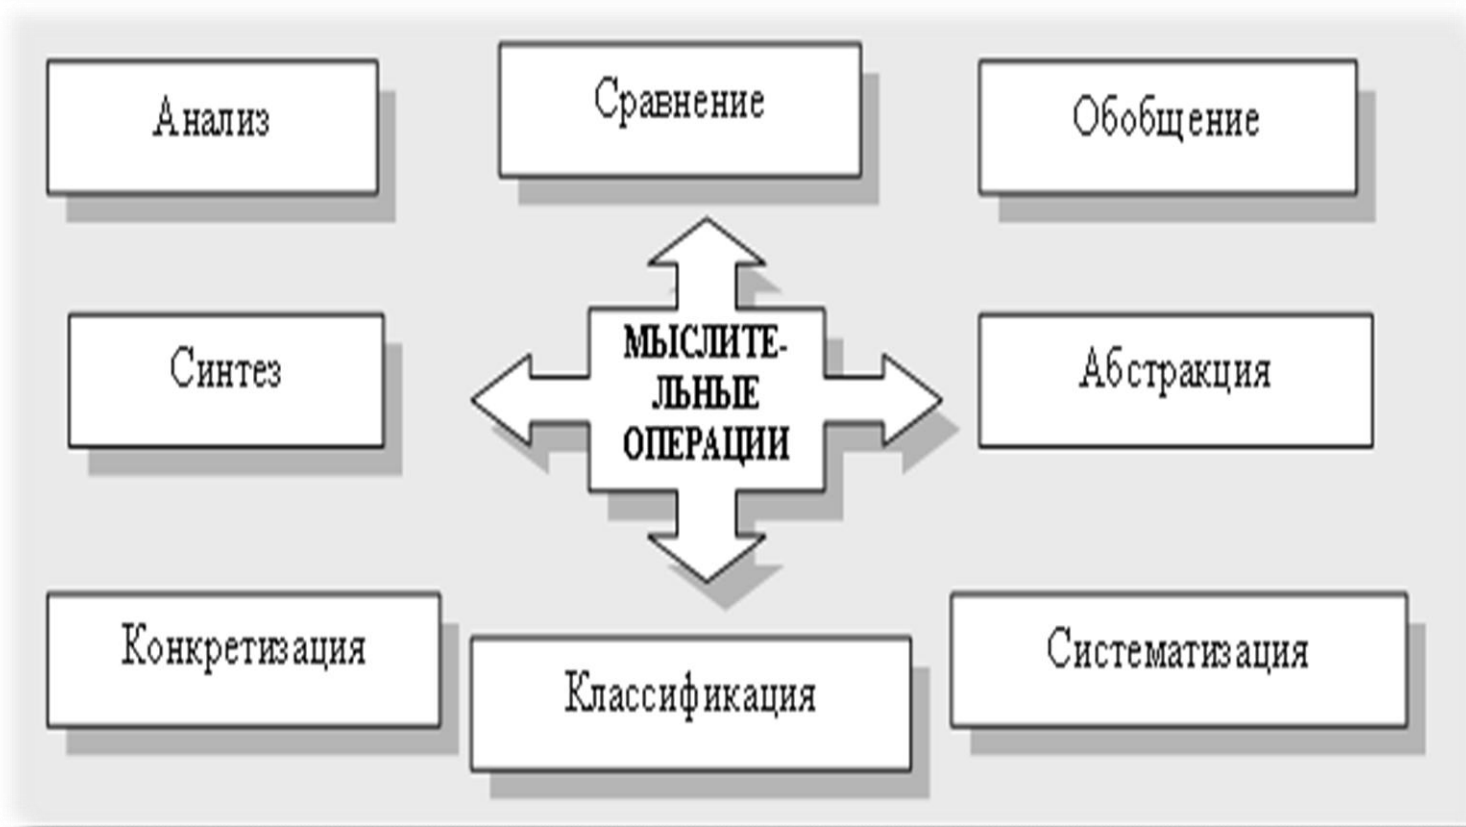 Анализ
Сравнение
Обобщение
Синтез
МЫСЛИТЕ-
ЛЬНЫЕ
ОПЕРАЦИИ
Абстракция
Конкретизация
Классификация
Систематизация